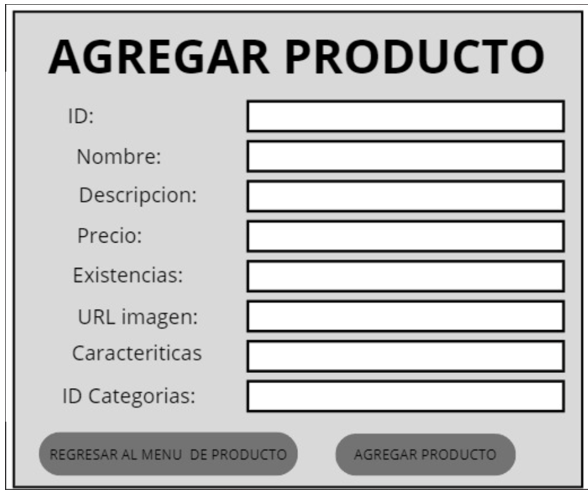 AGREGAR PRODUCTO
ID:
Nombre:
Descripcion:
Precio:
Existencias:
URL imagen:
Caracteriticas
ID Categorias:
REGRESAR AL MENU DE PRODUCTO
AGREGAR PRODUCTO